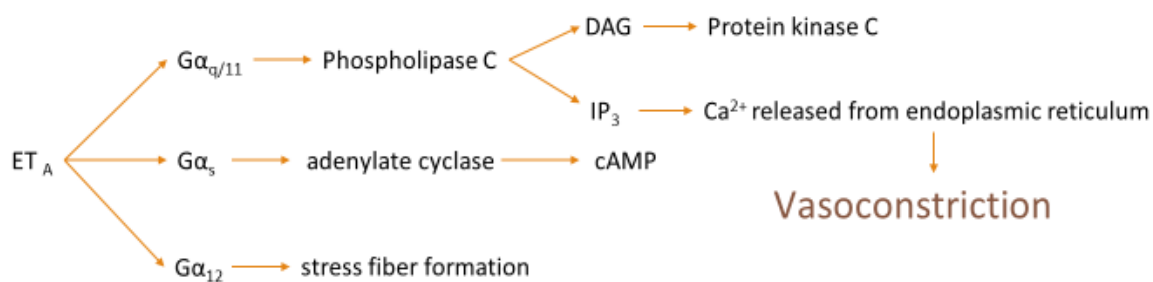 DAG
Protein kinase C
Gαq/11
Phospholipase C
IP3
Ca2+ released from endoplasmic reticulum
ET A
Gαs
adenylate cyclase
cAMP
Vasoconstriction
Gα12
stress fiber formation